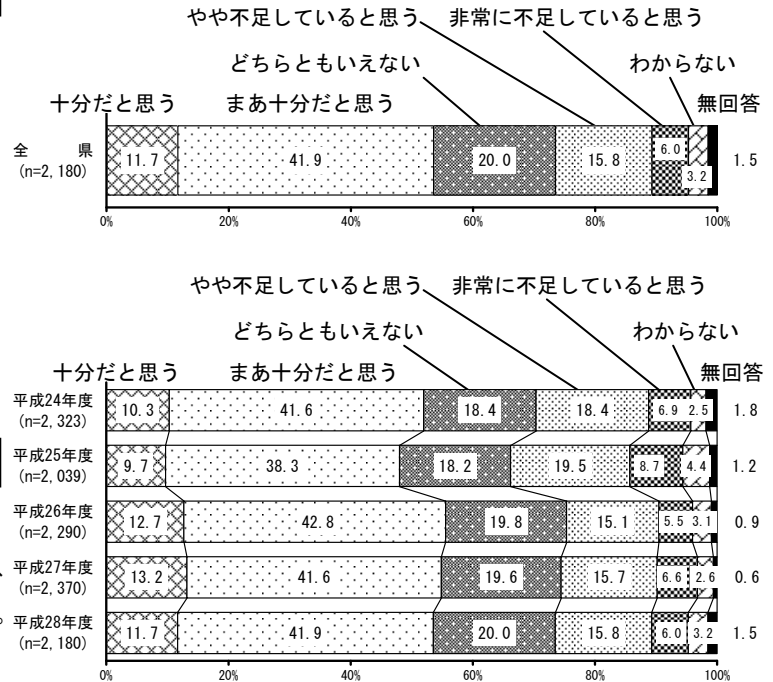 やや不足していると思う 非常に不足していると思う
どちらともいえない わからない
十分だと思う まあ十分だと思う 無回答
全 県
(n=2,180)
11.7 41.9 20.0 15.8 6.0 3.2 1.5
0% 20% 40% 60% 80% 100%
やや不足していると思う 非常に不足していると思う
どちらともいえない わからない
十分だと思う まあ十分だと思う 無回答
平成24年度
(n=2,323)
10.3 41.6 18.4 18.4 6.9 2.5 1.8
平成25年度
(n=2,039)
9.7 38.3 18.2 19.5 8.7 4.4 1.2
平成26年度
(n=2,290)
12.7 42.8 19.8 15.1 5.5 3.1 0.9
、
平成27年度
(n=2,370)
13.2 41.6 19.6 15.7 6.6 2.6 0.6
。
平成28年度
(n=2,180)
11.7 41.9 20.0 15.8 6.0 3.2 1.5
0% 20% 40% 60% 80% 100%